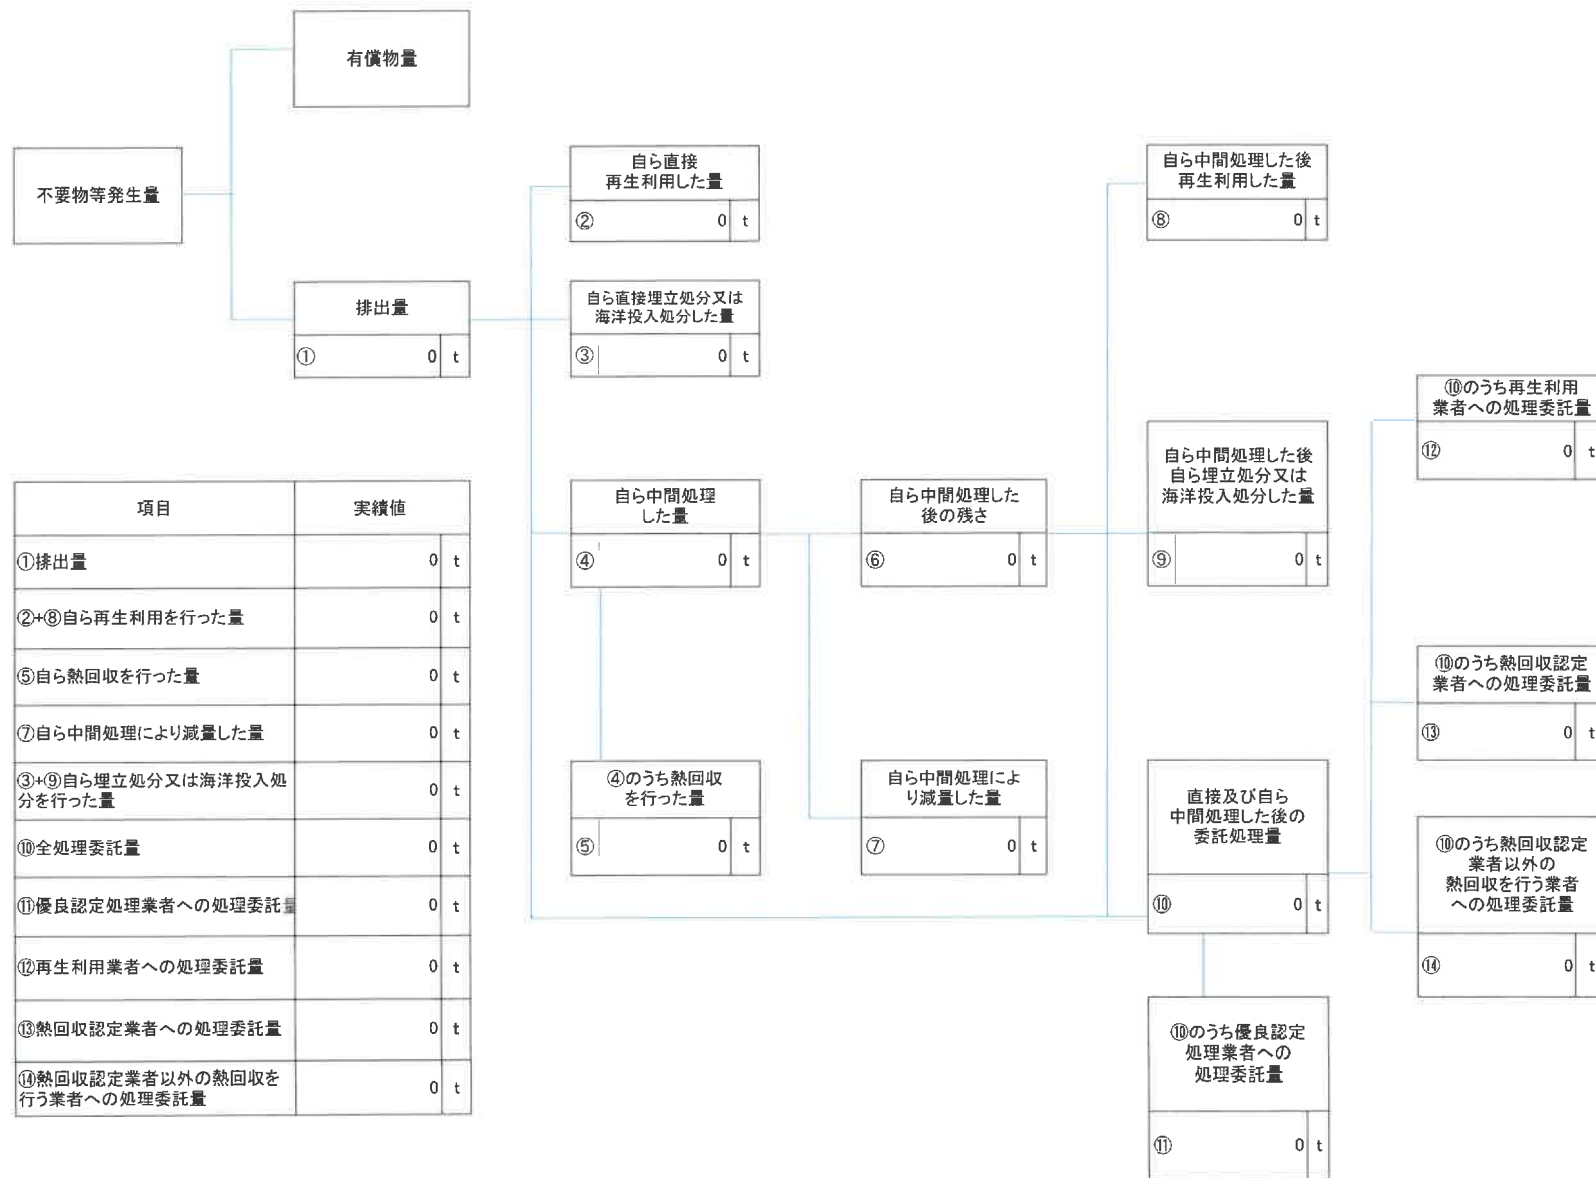 有償物量
不要物等発生量
排出量
① 0 t
自ら直接
再生利用した量
② 0 t
自ら直接埋立処分又は
海洋投入処分した量
③ 0 t
自ら中間処理
した量
④ 0 t
④のうち熱回収
を行った量
⑤ 0 t
自ら中間処理した
後の残さ
⑥ 0 t
自ら中間処理によ
り減量した量
⑦ 0 t
自ら中間処理した後
再生利用した量
⑧ 0 t
自ら中間処理した後
自ら埋立処分又は
海洋投入処分した量
⑨ 0 t
直接及び自ら
中間処理した後の
委託処理量
⑩ 0 t
⑩のうち優良認定
処理業者への
処理委託量
⑪ 0 t
⑩のうち再生利用
業者への処理委託量
⑫ 0 t
⑩のうち熱回収認定
業者への処理委託量
⑬ 0 t
⑩のうち熱回収認定
業者以外の
熱回収を行う業者
への処理委託量
⑭ 0 t
項目 実績値
①排出量 0 t
②+⑧自ら再生利用を行った量 0 t
⑤自ら熱回収を行った量 0 t
⑦自ら中間処理により減量した量 0 t
③+⑨自ら埋立処分又は海洋投入処
分を行った量 0 t
⑩全処理委託量 0 t
⑪優良認定処理業者への処理委託量 0 t
⑫再生利用業者への処理委託量 0 t
⑬熱回収認定業者への処理委託量 0 t
⑭熱回収認定業者以外の熱回収を
行う業者への処理委託量 0 t